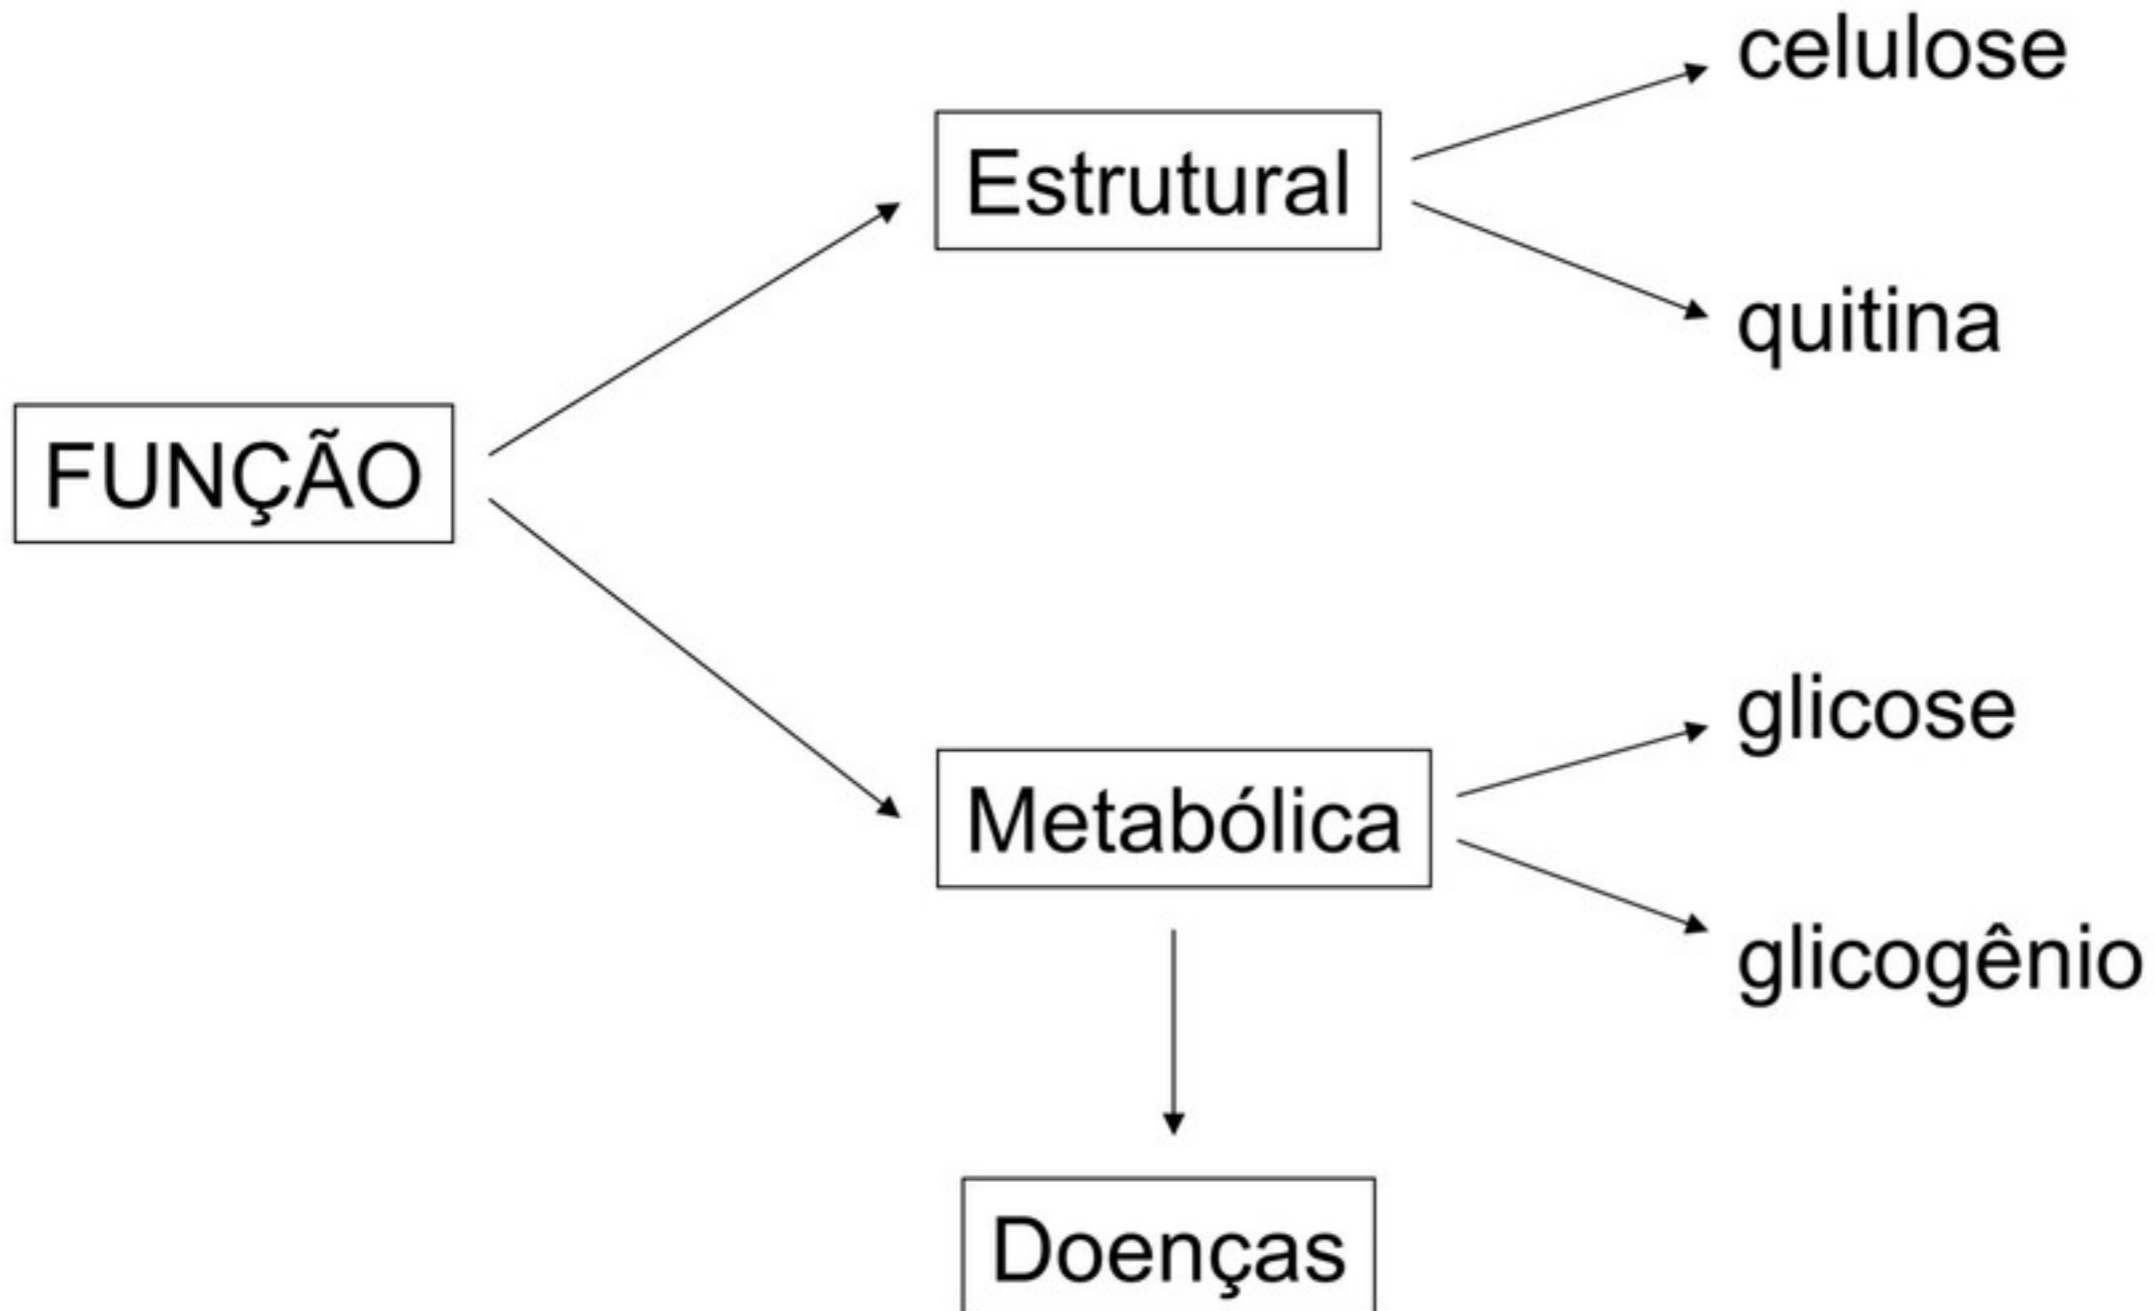 celulose
Estrutural
quitina
FUNÇÃO
glicose
Metabólica
glicogênio
Doenças